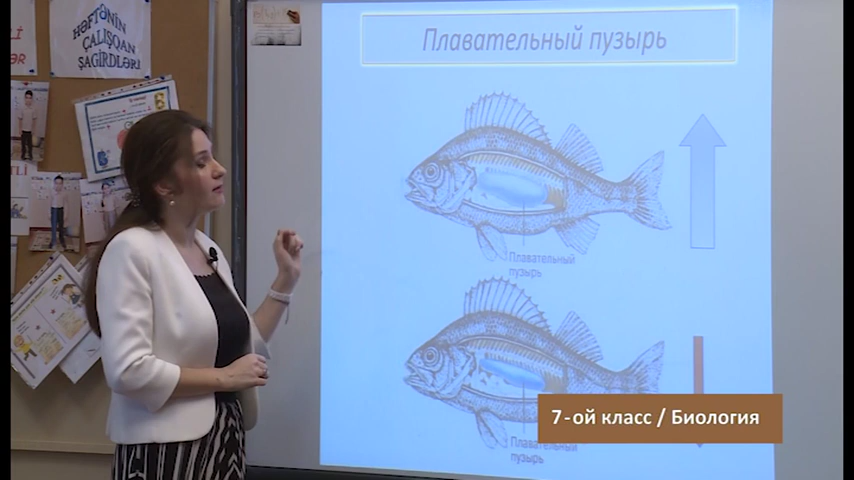 HƏFTƏNİN
ÇALIŞQAN
ŞAGİRDLƏRİ
Плавательный пузырь
Плавательный
пузырь
Плавательный
пузырь
7-ой класс / Биология